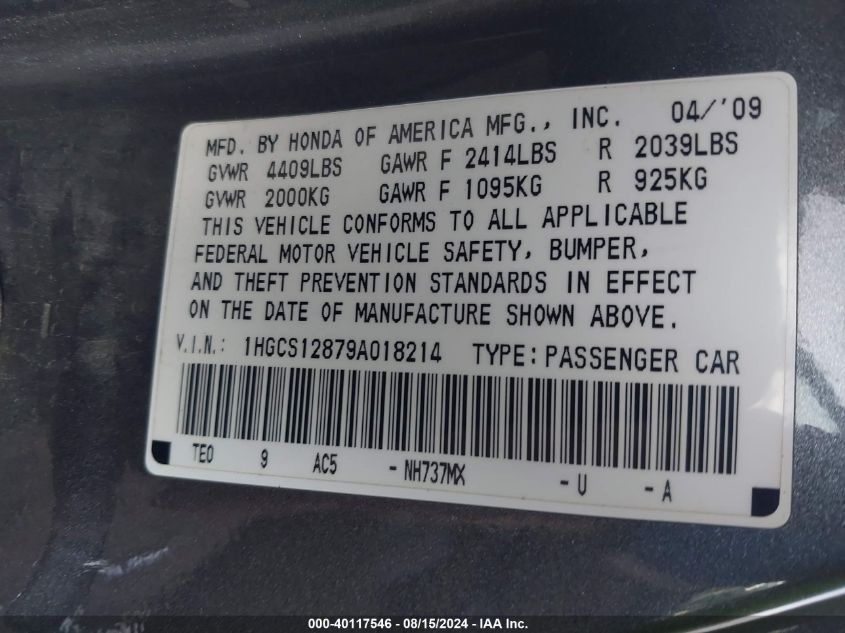 MFD. BY HONDA OF AMERICA MFG., INC. 04/'09
GVWR 4409LBS GAWR F 2414LBS R 2039LBS
GVWR 2000KG GAWR F 1095KG R 925KG
THIS VEHICLE CONFORMS TO ALL APPLICABLE
FEDERAL MOTOR VEHICLE SAFETY, BUMPER,
AND THEFT PREVENTION STANDARDS IN EFFECT
ON THE DATE OF MANUFACTURE SHOWN ABOVE.
V.I.N.: 1HGCS12879A018214 TYPE:PASSENGER CAR
TE0 9 AC5 -NH737MX -U -A
000-40117546 - 08/15/2024 - IAA Inc.